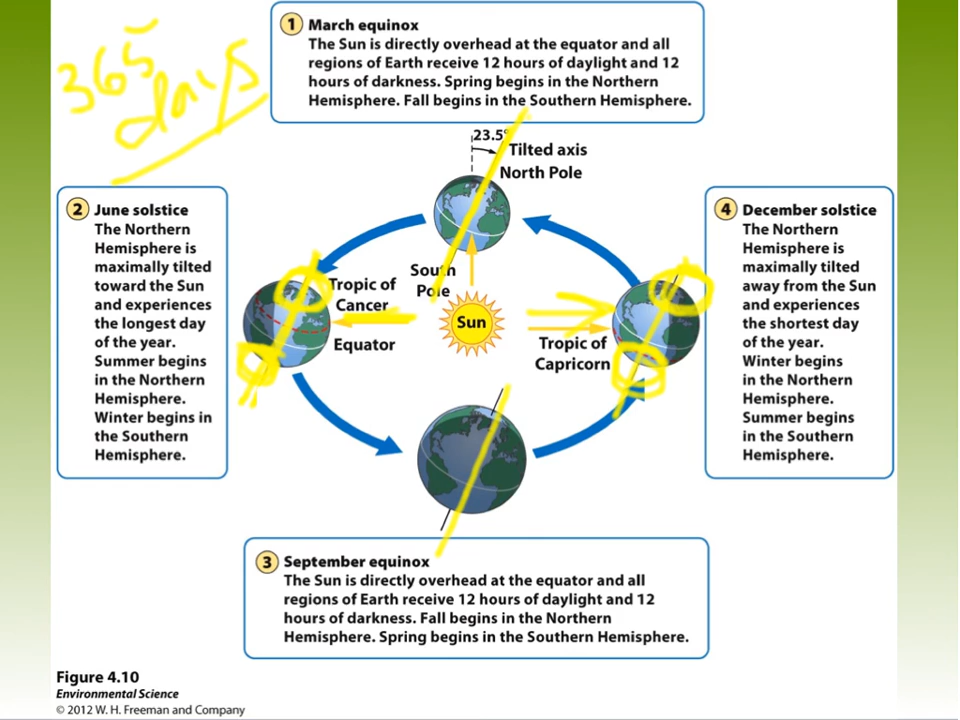 365
days
1 March equinox
The Sun is directly overhead at the equator and all
regions of Earth receive 12 hours of daylight and 12
hours of darkness. Spring begins in the Northern
Hemisphere. Fall begins in the Southern Hemisphere.
23.5°
Tilted axis
North Pole
2 June solstice
The Northern
Hemisphere is
maximally tilted
toward the Sun
and experiences
the longest day
of the year.
Summer begins
in the Northern
Hemisphere.
Winter begins in
the Southern
Hemisphere.
South
Pole
Tropic of
Cancer
Equator
Sun
Tropic of
Capricorn
4 December solstice
The Northern
Hemisphere is
maximally tilted
away from the Sun
and experiences
the shortest day
of the year.
Winter begins
in the Northern
Hemisphere.
Summer begins
in the Southern
Hemisphere.
3 September equinox
The Sun is directly overhead at the equator and all
regions of Earth receive 12 hours of daylight and 12
hours of darkness. Fall begins in the Northern
Hemisphere. Spring begins in the Southern Hemisphere.
Figure 4.10
Environmental Science
© 2012 W. H. Freeman and Company